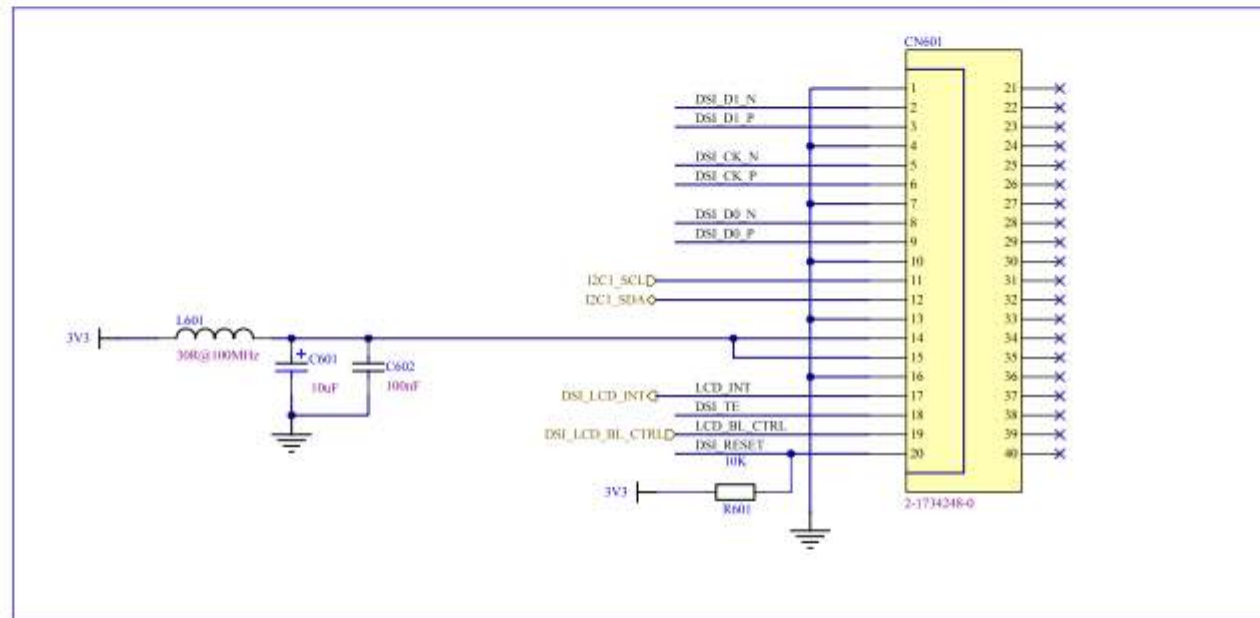 CN601
1 21
DSI_D1_N 2 22
DSI_D1_P 3 23
4 24
DSI_CK_N 5 25
DSI_CK_P 6 26
7 27
DSI_D0_N 8 28
DSI_D0_P 9 29
10 30
I2C1_SCL 11 31
I2C1_SDA 12 32
13 33
L601
3V3 14 34
30R@100MHz
C601 C602 15 35
10uF 100nF 16 36
DSI_LCD_INT LCD_INT 17 37
DSI_TE 18 38
DSI_LCD_BL_CTRL LCD_BL_CTRL 19 39
DSI_RESET 20 40
10K
3V3
R601
2-1734248-0